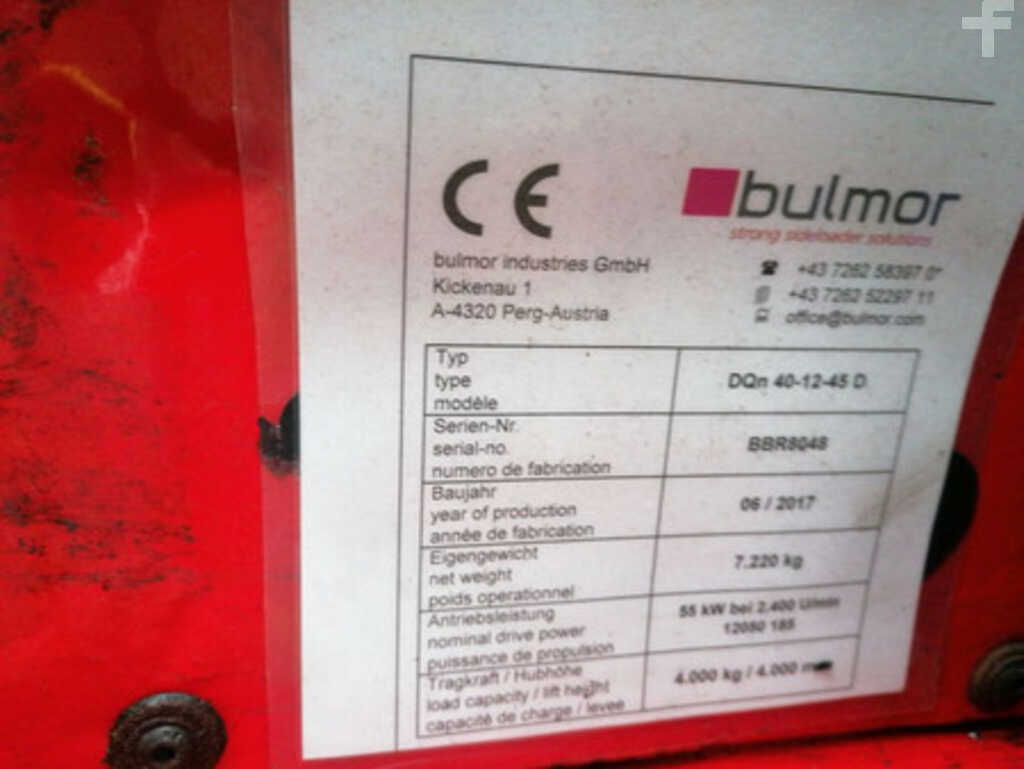 f
CE
bulmor
strong sideloader solutions
bulmor industries GmbH
Kickenau 1
A-4320 Perg-Austria
+43 7262 58397 0*
+43 7262 52297 11
office@bulmor.com
Typ
type
modèle
DQn 40-12-45 D
Serien-Nr.
serial-no.
numero de fabrication
BBR8048
Baujahr
year of production
année de fabrication
06 / 2017
Eigengewicht
net weight
poids operationnel
7.220 kg
Antriebsleistung
nominal drive power
puissance de propulsion
55 kW bei 2.400 U/min
12050 185
Tragkraft / Hubhöhe
load capacity / lift height
capacité de charge / levee
4.000 kg / 4.000